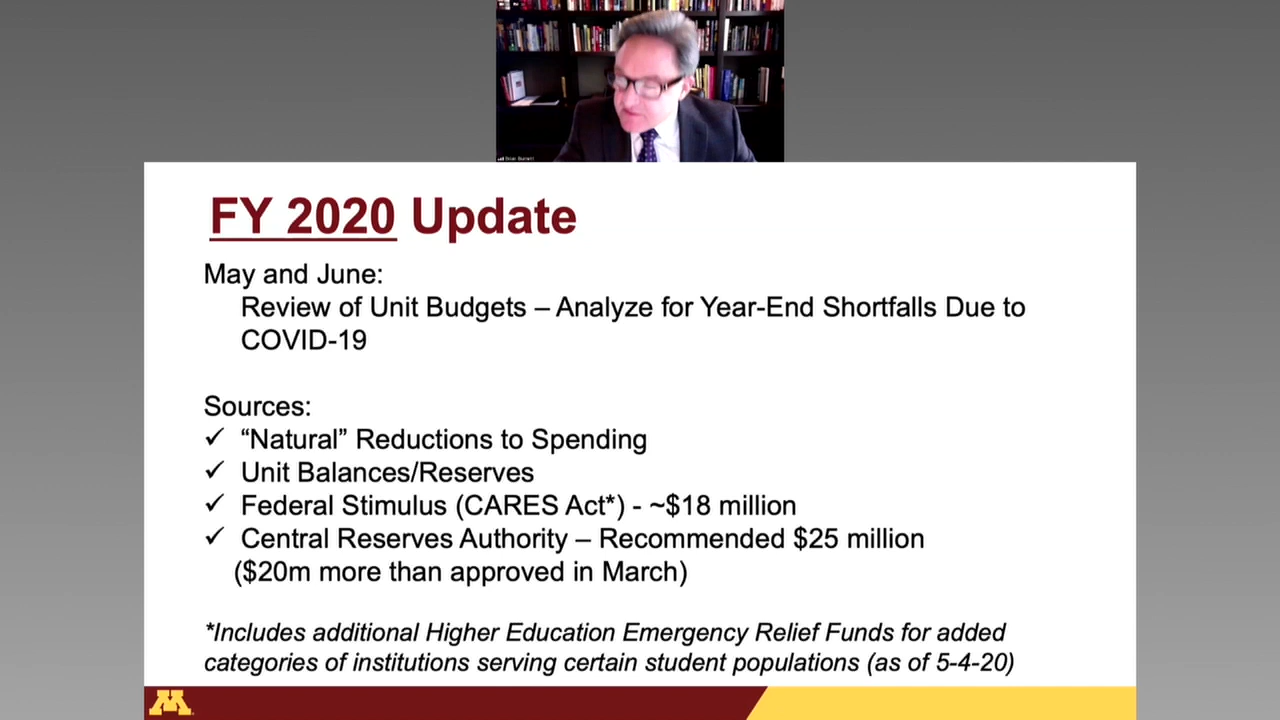 Brian Burnett
FY 2020 Update
May and June:
Review of Unit Budgets – Analyze for Year-End Shortfalls Due to
COVID-19
Sources:
✓ “Natural” Reductions to Spending
✓ Unit Balances/Reserves
✓ Federal Stimulus (CARES Act*) - ~$18 million
✓ Central Reserves Authority – Recommended $25 million
($20m more than approved in March)
*Includes additional Higher Education Emergency Relief Funds for added
categories of institutions serving certain student populations (as of 5-4-20)
M